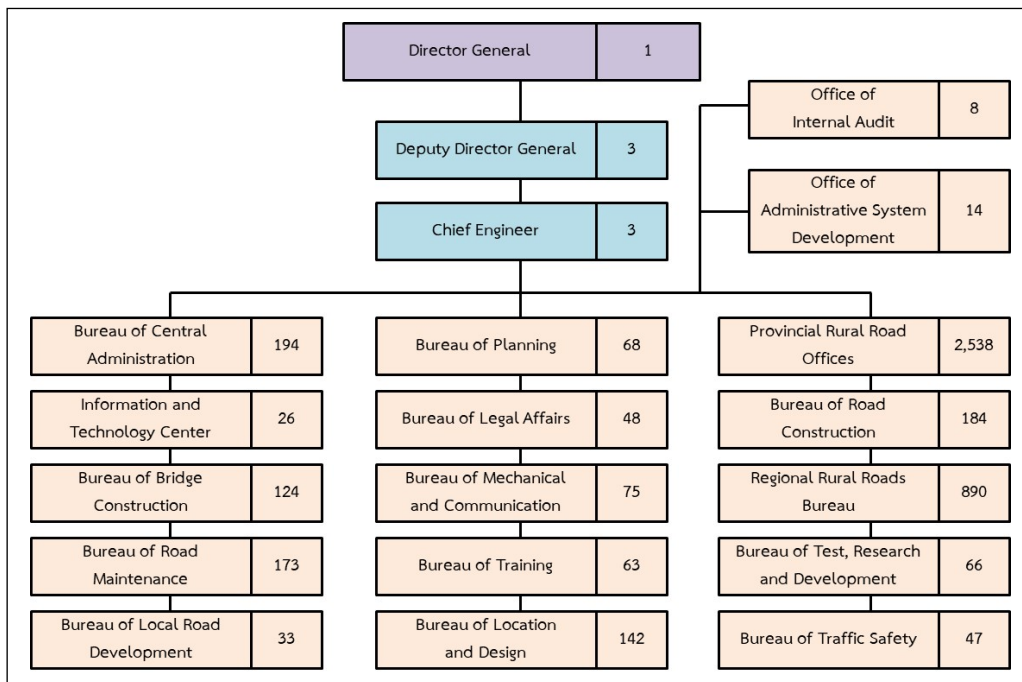 Director General 1
Office of
Internal Audit
8
Deputy Director General 3
Office of
Administrative System
Development
14
Chief Engineer 3
Bureau of Central
Administration
194
Bureau of Planning 68
Provincial Rural Road
Offices
2,538
Information and
Technology Center
26
Bureau of Legal Affairs 48
Bureau of Road
Construction
184
Bureau of Bridge
Construction
124
Bureau of Mechanical
and Communication
75
Regional Rural Roads
Bureau
890
Bureau of Road
Maintenance
173
Bureau of Training 63
Bureau of Test, Research
and Development
66
Bureau of Local Road
Development
33
Bureau of Location
and Design
142
Bureau of Traffic Safety 47